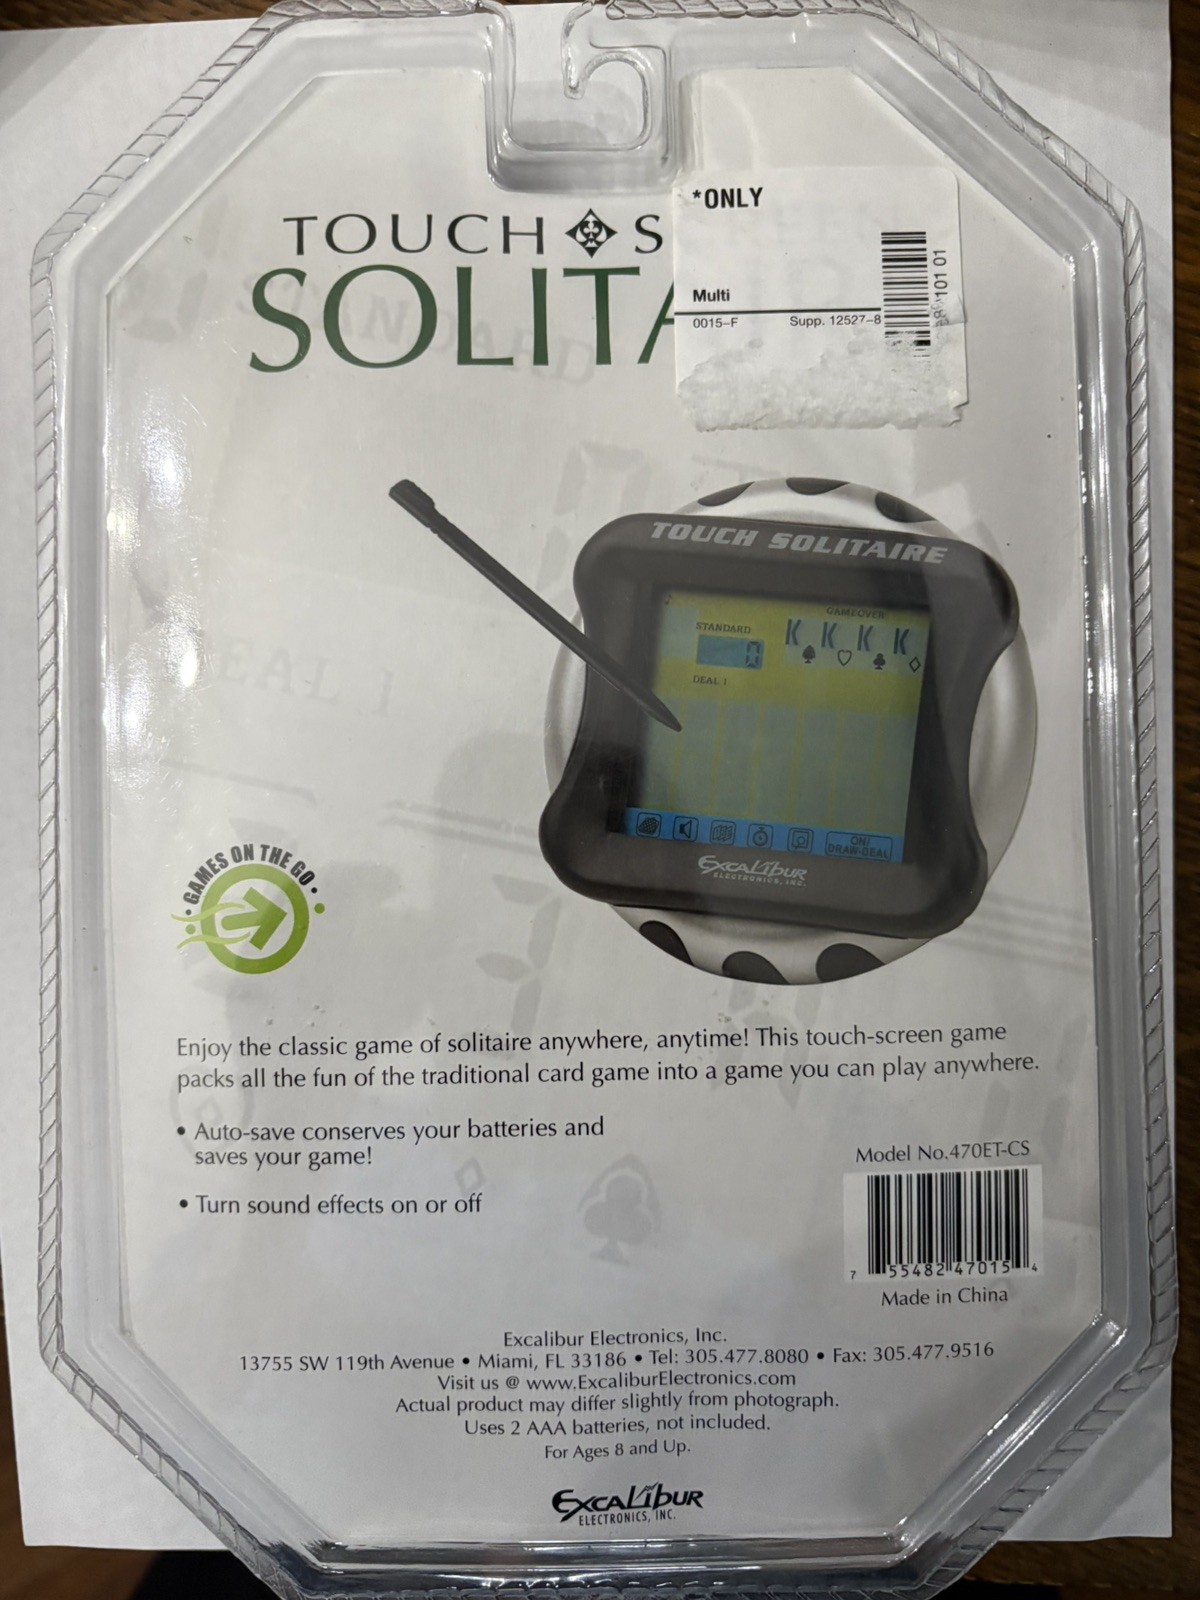 *ONLY
TOUCH S
SOLITA
Multi
0015-F Supp. 12527-8
101 01
TOUCH SOLITAIRE
GAMEOVER
STANDARD
K K K K
0
DEAL 1
ON/
DRAW-DEAL
EXCALIBUR
ELECTRONICS, INC.
GAMES ON THE GO
Enjoy the classic game of solitaire anywhere, anytime! This touch-screen game
packs all the fun of the traditional card game into a game you can play anywhere.
• Auto-save conserves your batteries and
saves your game!
• Turn sound effects on or off
Model No.470ET-CS
7 55482 47015 4
Made in China
Excalibur Electronics, Inc.
13755 SW 119th Avenue • Miami, FL 33186 • Tel: 305.477.8080 • Fax: 305.477.9516
Visit us @ www.ExcaliburElectronics.com
Actual product may differ slightly from photograph.
Uses 2 AAA batteries, not included.
For Ages 8 and Up.
EXCALIBUR
ELECTRONICS, INC.